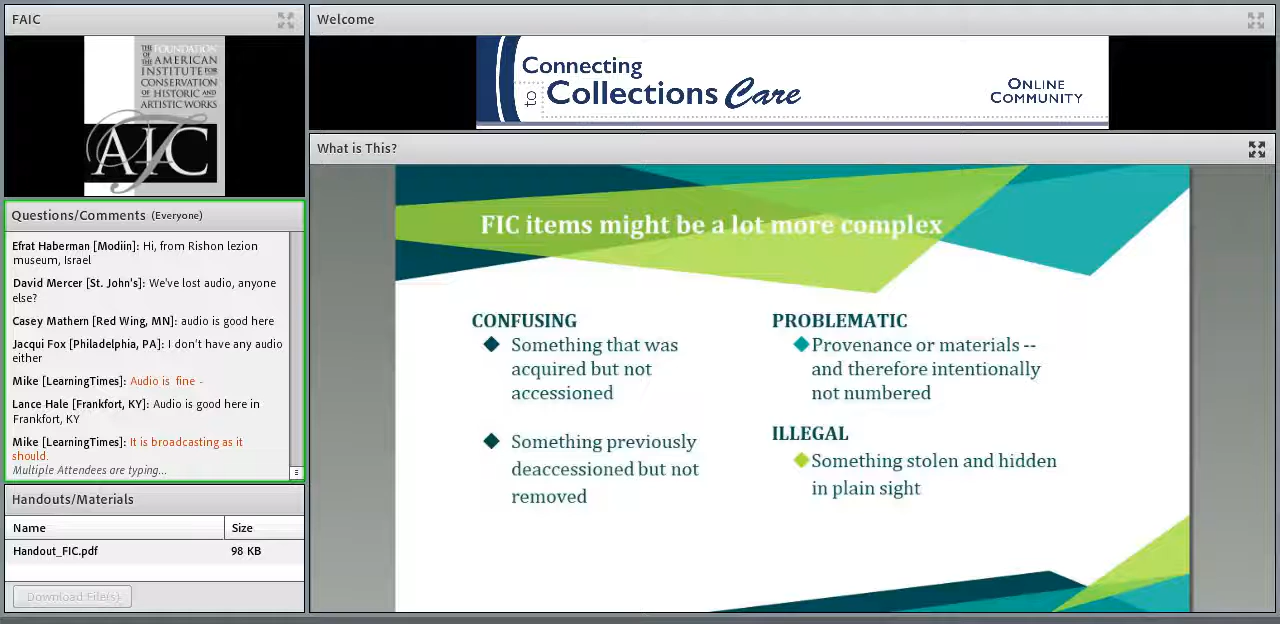 FAIC
THE
FOUNDATION
OF THE
AMERICAN
INSTITUTE FOR
CONSERVATION
OF HISTORIC AND
ARTISTIC WORKS
AIC
Questions/Comments (Everyone)
Efrat Haberman [Modiin]: Hi, from Rishon lezion
museum, Israel
David Mercer [St. John's]: We've lost audio, anyone
else?
Casey Mathern [Red Wing, MN]: audio is good here
Jacqui Fox [Philadelphia, PA]: I don't have any audio
either
Mike [LearningTimes]: Audio is fine -
Lance Hale [Frankfort, KY]: Audio is good here in
Frankfort, KY
Mike [LearningTimes]: It is broadcasting as it
should.
Multiple Attendees are typing...
Handouts/Materials
Name Size
Handout_FIC.pdf 98 KB
Download File(s)
Welcome
Connecting
to Collections Care
ONLINE
COMMUNITY
What is This?
FIC items might be a lot more complex
CONFUSING
Something that was
acquired but not
accessioned
Something previously
deaccessioned but not
removed
PROBLEMATIC
Provenance or materials --
and therefore intentionally
not numbered
ILLEGAL
Something stolen and hidden
in plain sight